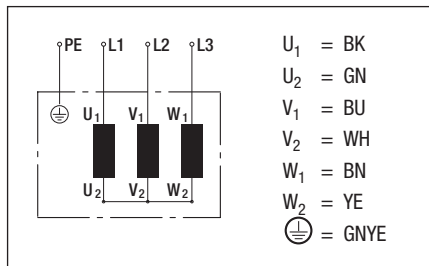 PE L1 L2 L3
U₁ V₁ W₁
U₂ V₂ W₂
U₁ = BK
U₂ = GN
V₁ = BU
V₂ = WH
W₁ = BN
W₂ = YE
⏚ = GNYE